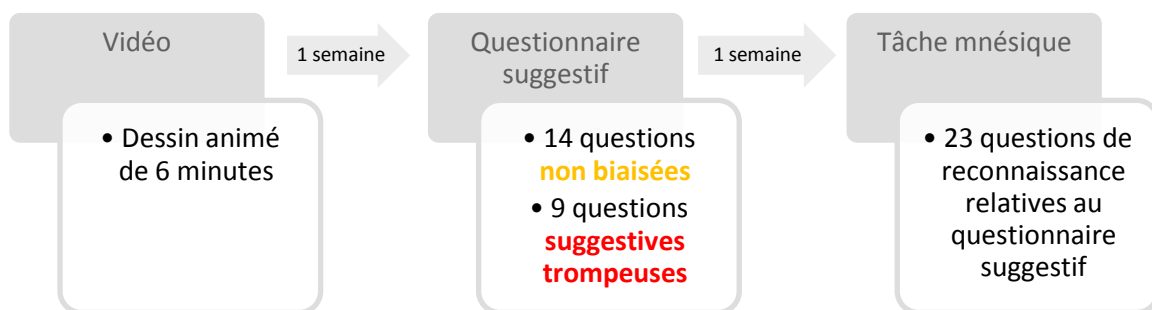 Vidéo
1 semaine
Questionnaire
suggestif
1 semaine
Tâche mnésique
• Dessin animé
de 6 minutes
• 14 questions
non biaisées
• 9 questions
suggestives
trompeuses
• 23 questions de
reconnaissance
relatives au
questionnaire
suggestif